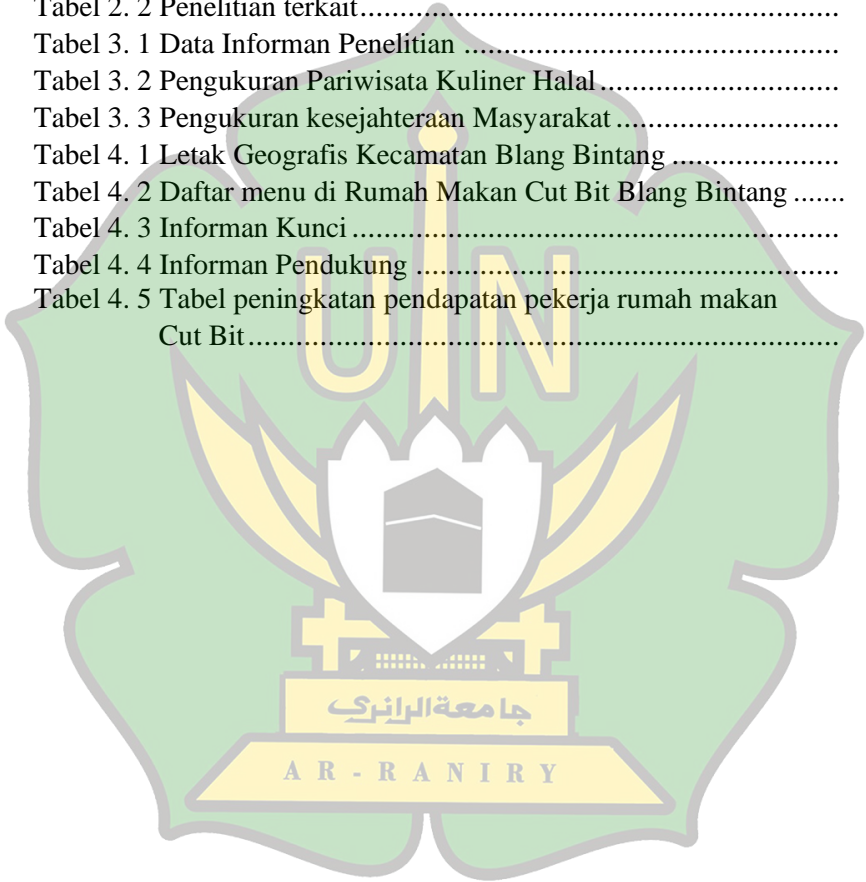 Tabel 2. 2 Penelitian terkait............................................................
Tabel 3. 1 Data Informan Penelitian ...............................................
Tabel 3. 2 Pengukuran Pariwisata Kuliner Halal..............................
Tabel 3. 3 Pengukuran kesejahteraan Masyarakat ............................
Tabel 4. 1 Letak Geografis Kecamatan Blang Bintang .....................
Tabel 4. 2 Daftar menu di Rumah Makan Cut Bit Blang Bintang .......
Tabel 4. 3 Informan Kunci .............................................................
Tabel 4. 4 Informan Pendukung .....................................................
Tabel 4. 5 Tabel peningkatan pendapatan pekerja rumah makan
Cut Bit..........................................................................
UIN
جامعة الرانري
AR-RANIRY